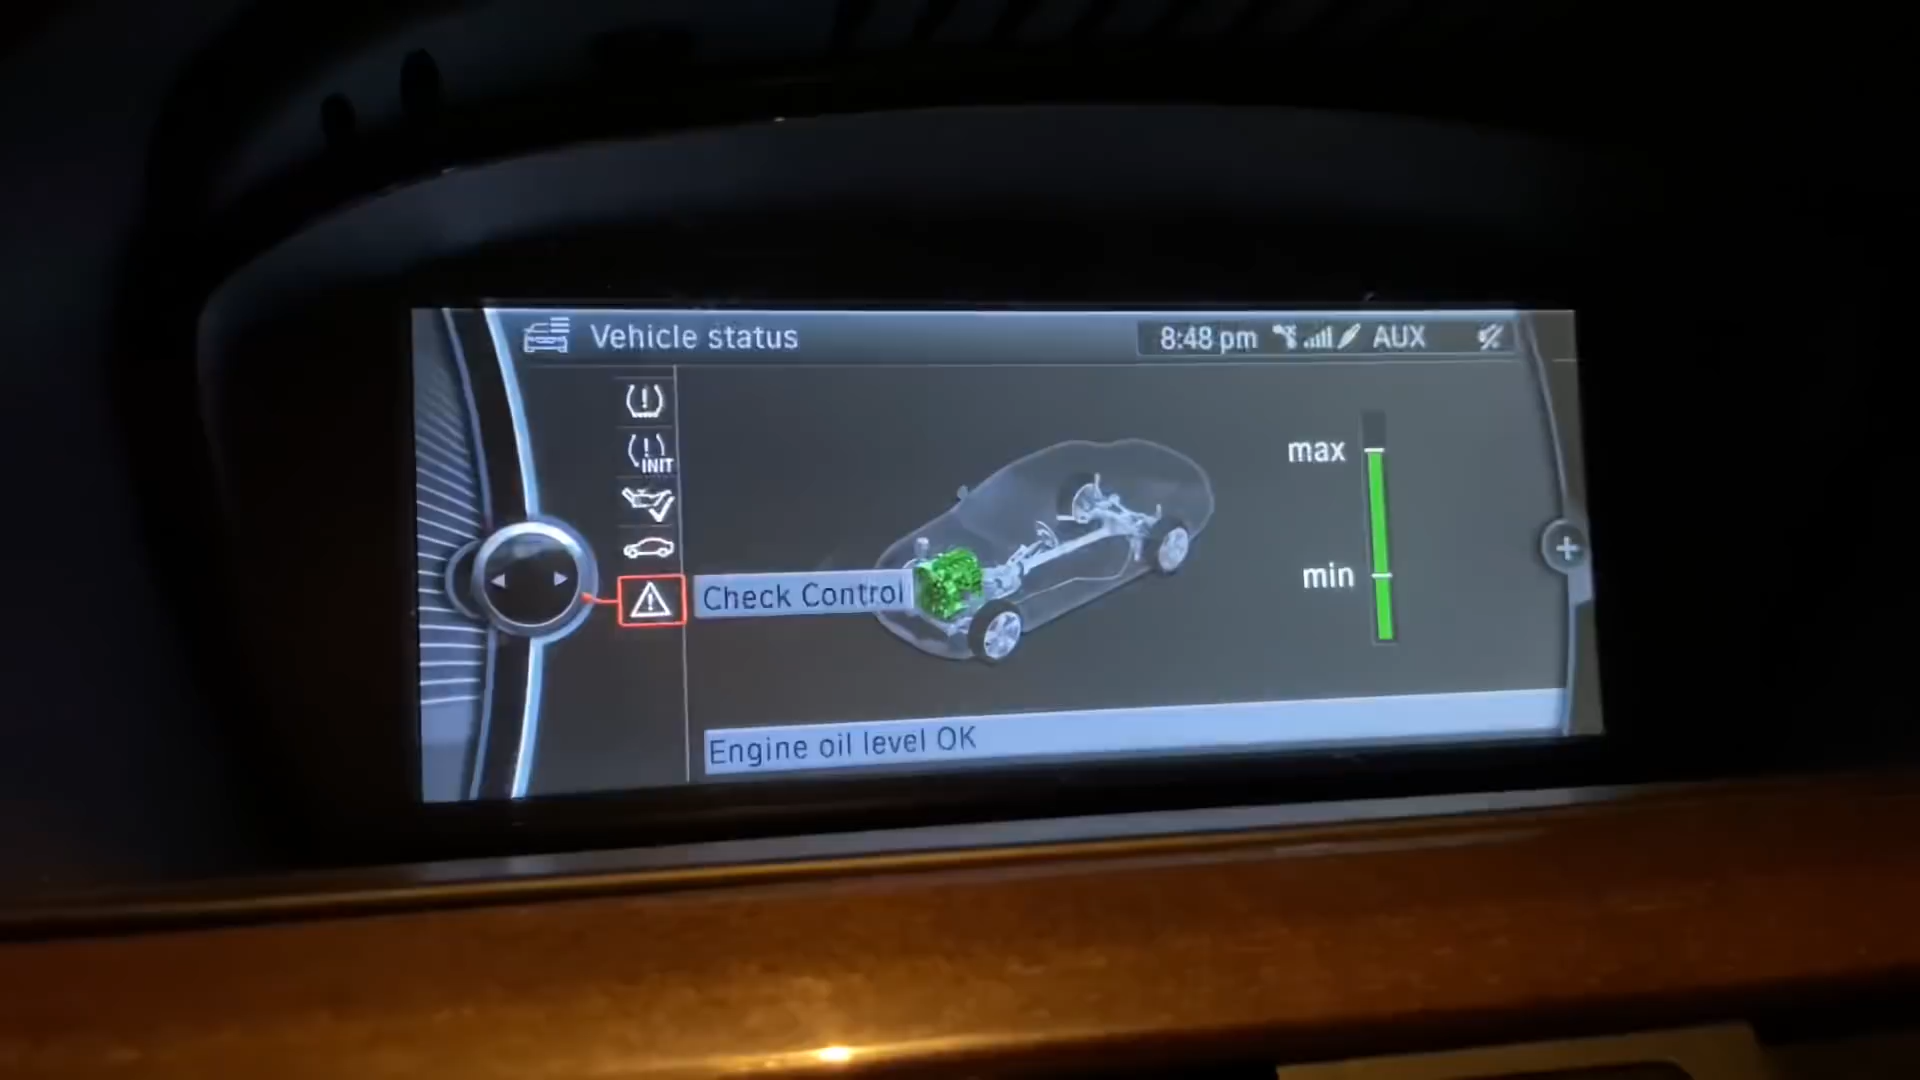 Vehicle status
8:48 pm AUX
INIT
max
min
Check Control
Engine oil level OK